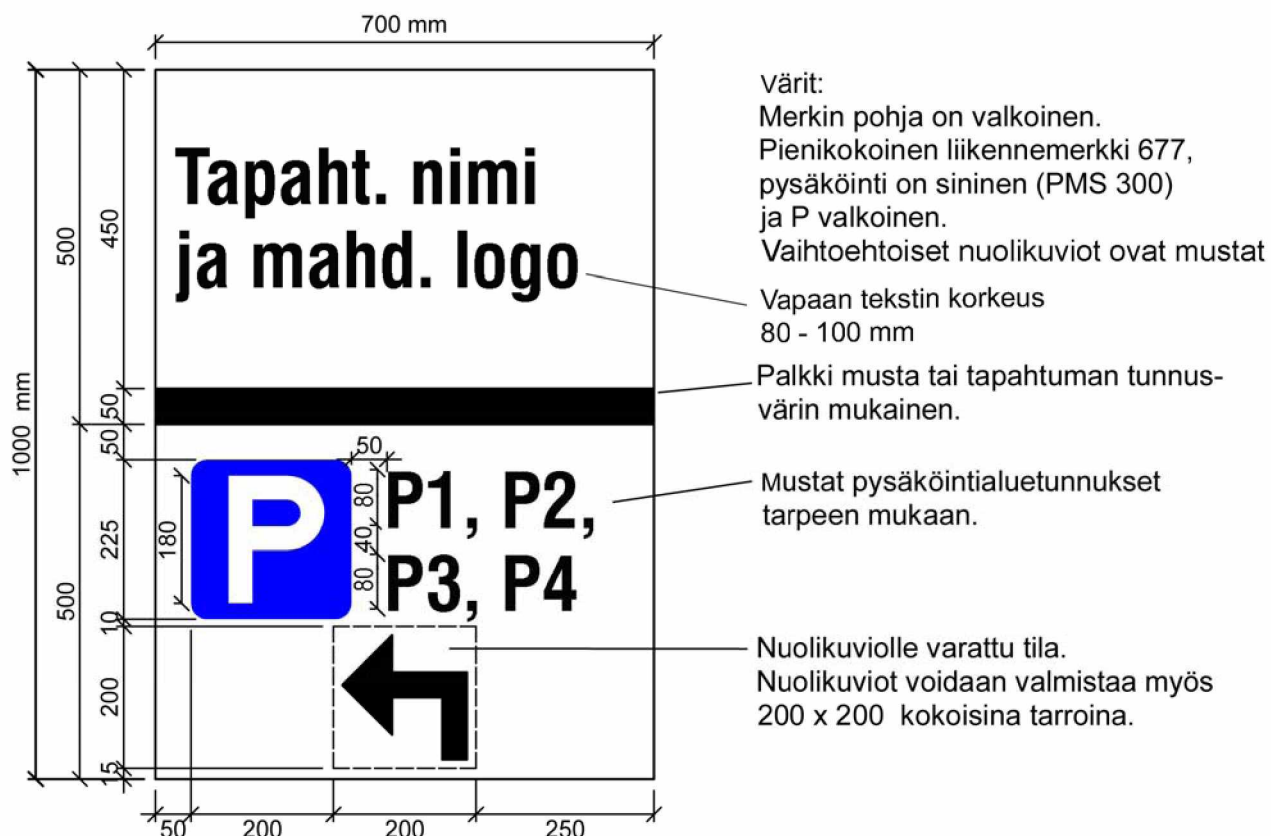 700 mm
Värit:
Merkin pohja on valkoinen.
Pienikokoinen liikennemerkki 677,
pysäköinti on sininen (PMS 300)
ja P valkoinen.
Vaihtoehtoiset nuolikuviot ovat mustat
Tapaht. nimi
ja mahd. logo
Vapaan tekstin korkeus
80 - 100 mm
Palkki musta tai tapahtuman tunnus-
värin mukainen.
1000 mm
500
450
50
50
500
225
10
200
15
180
P
50
80
40
80
P1, P2,
P3, P4
Mustat pysäköintialuetunnukset
tarpeen mukaan.
Nuolikuviolle varattu tila.
Nuolikuviot voidaan valmistaa myös
200 x 200 kokoisina tarroina.
50 200 200 250